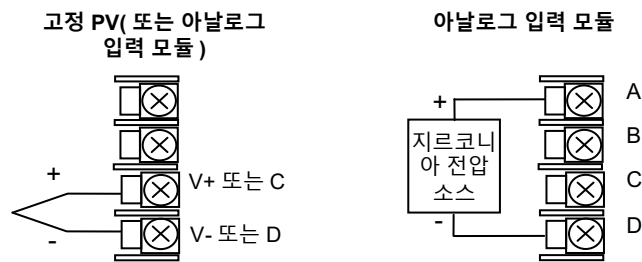 고정 PV( 또는 아날로그
입력 모듈 )
+
V+ 또는 C
-
V- 또는 D
아날로그 입력 모듈
+
A
지르코니
아 전압
소스
B
C
-
D